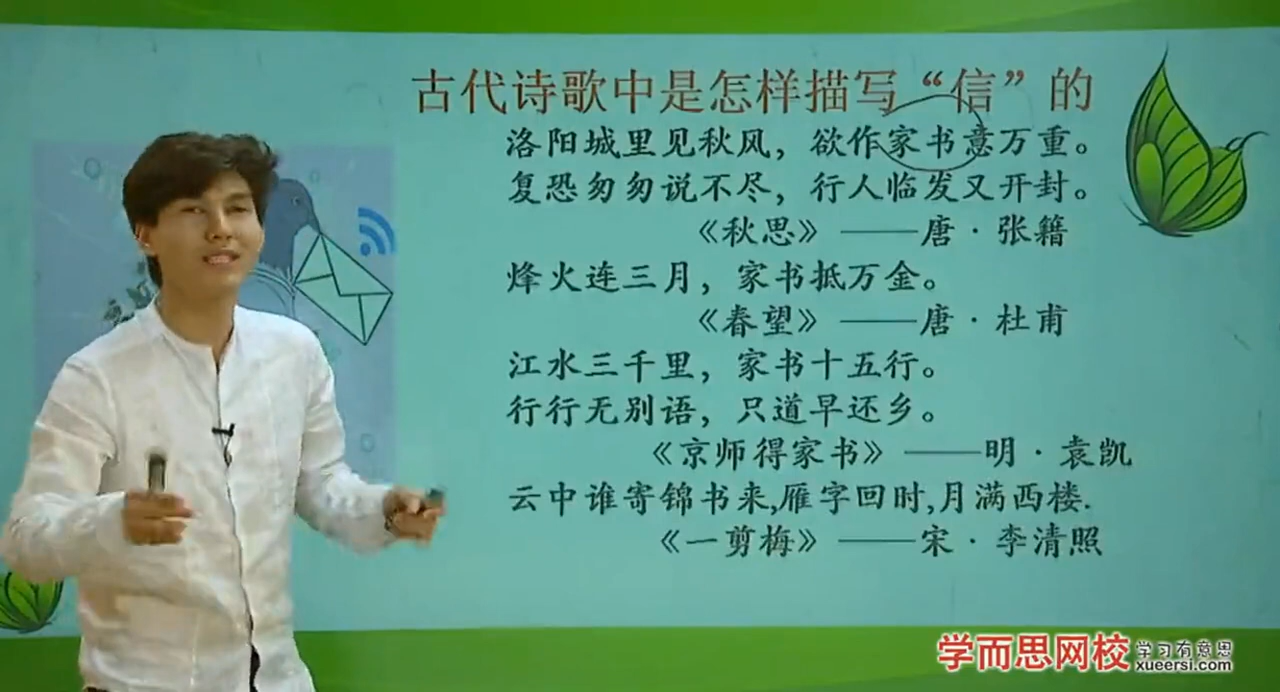 古代诗歌中是怎样描写“信”的
洛阳城里见秋风，欲作家书意万重。
复恐匆匆说不尽，行人临发又开封。
《秋思》——唐·张籍
烽火连三月，家书抵万金。
《春望》——唐·杜甫
江水三千里，家书十五行。
行行无别语，只道早还乡。
《京师得家书》——明·袁凯
云中谁寄锦书来,雁字回时,月满西楼.
《一剪梅》——宋·李清照
学而思网校 学习有意思
xueersi.com